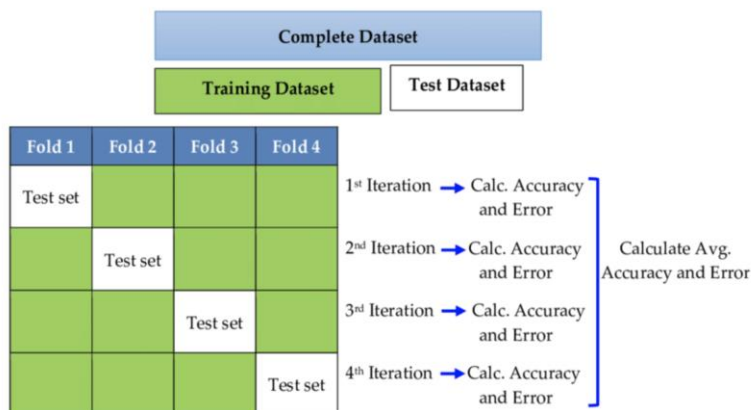 Complete Dataset
Training Dataset
Test Dataset
Fold 1
Fold 2
Fold 3
Fold 4
Test set
1st Iteration
Calc. Accuracy
and Error
Test set
2nd Iteration
Calc. Accuracy
and Error
Test set
3rd Iteration
Calc. Accuracy
and Error
Test set
4th Iteration
Calc. Accuracy
and Error
Calculate Avg.
Accuracy and Error